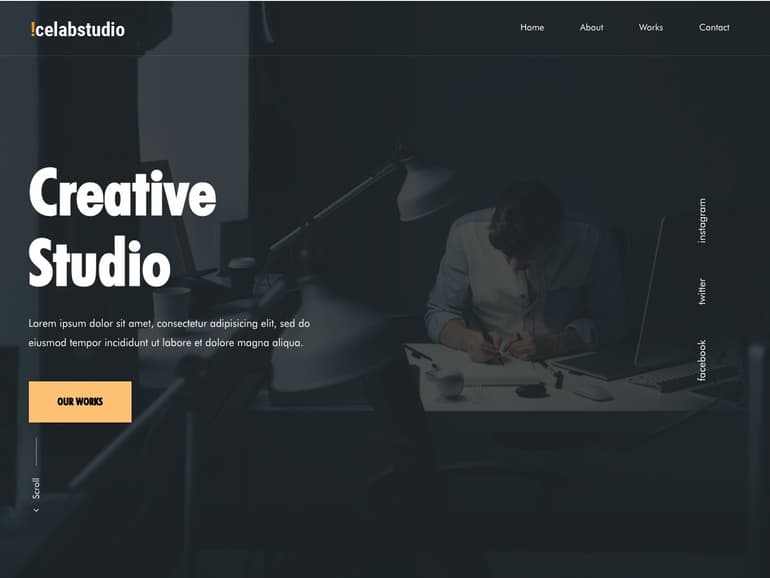 !celabstudio
Home
About
Works
Contact
Creative
Studio
Lorem ipsum dolor sit amet, consectetur adipisicing elit, sed do
eiusmod tempor incididunt ut labore et dolore magna aliqua.
OUR WORKS
Scroll
instagram
twitter
facebook